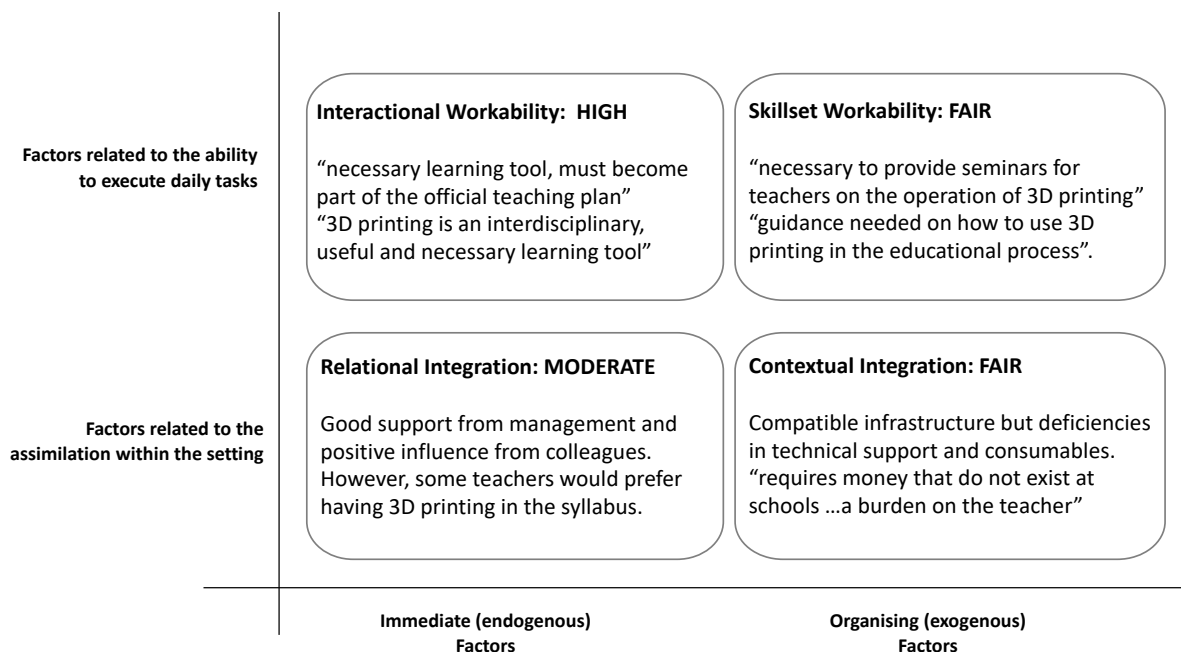 Factors related to the ability
to execute daily tasks
Interactional Workability:  HIGH
“necessary learning tool, must become
part of the official teaching plan”
“3D printing is an interdisciplinary,
useful and necessary learning tool”
Skillset Workability: FAIR
“necessary to provide seminars for
teachers on the operation of 3D printing”
“guidance needed on how to use 3D
printing in the educational process”.
Factors related to the
assimilation within the setting
Relational Integration: MODERATE
Good support from management and
positive influence from colleagues.
However, some teachers would prefer
having 3D printing in the syllabus.
Contextual Integration: FAIR
Compatible infrastructure but deficiencies
in technical support and consumables.
“requires money that do not exist at
schools …a burden on the teacher”
Immediate (endogenous)
Factors
Organising (exogenous)
Factors